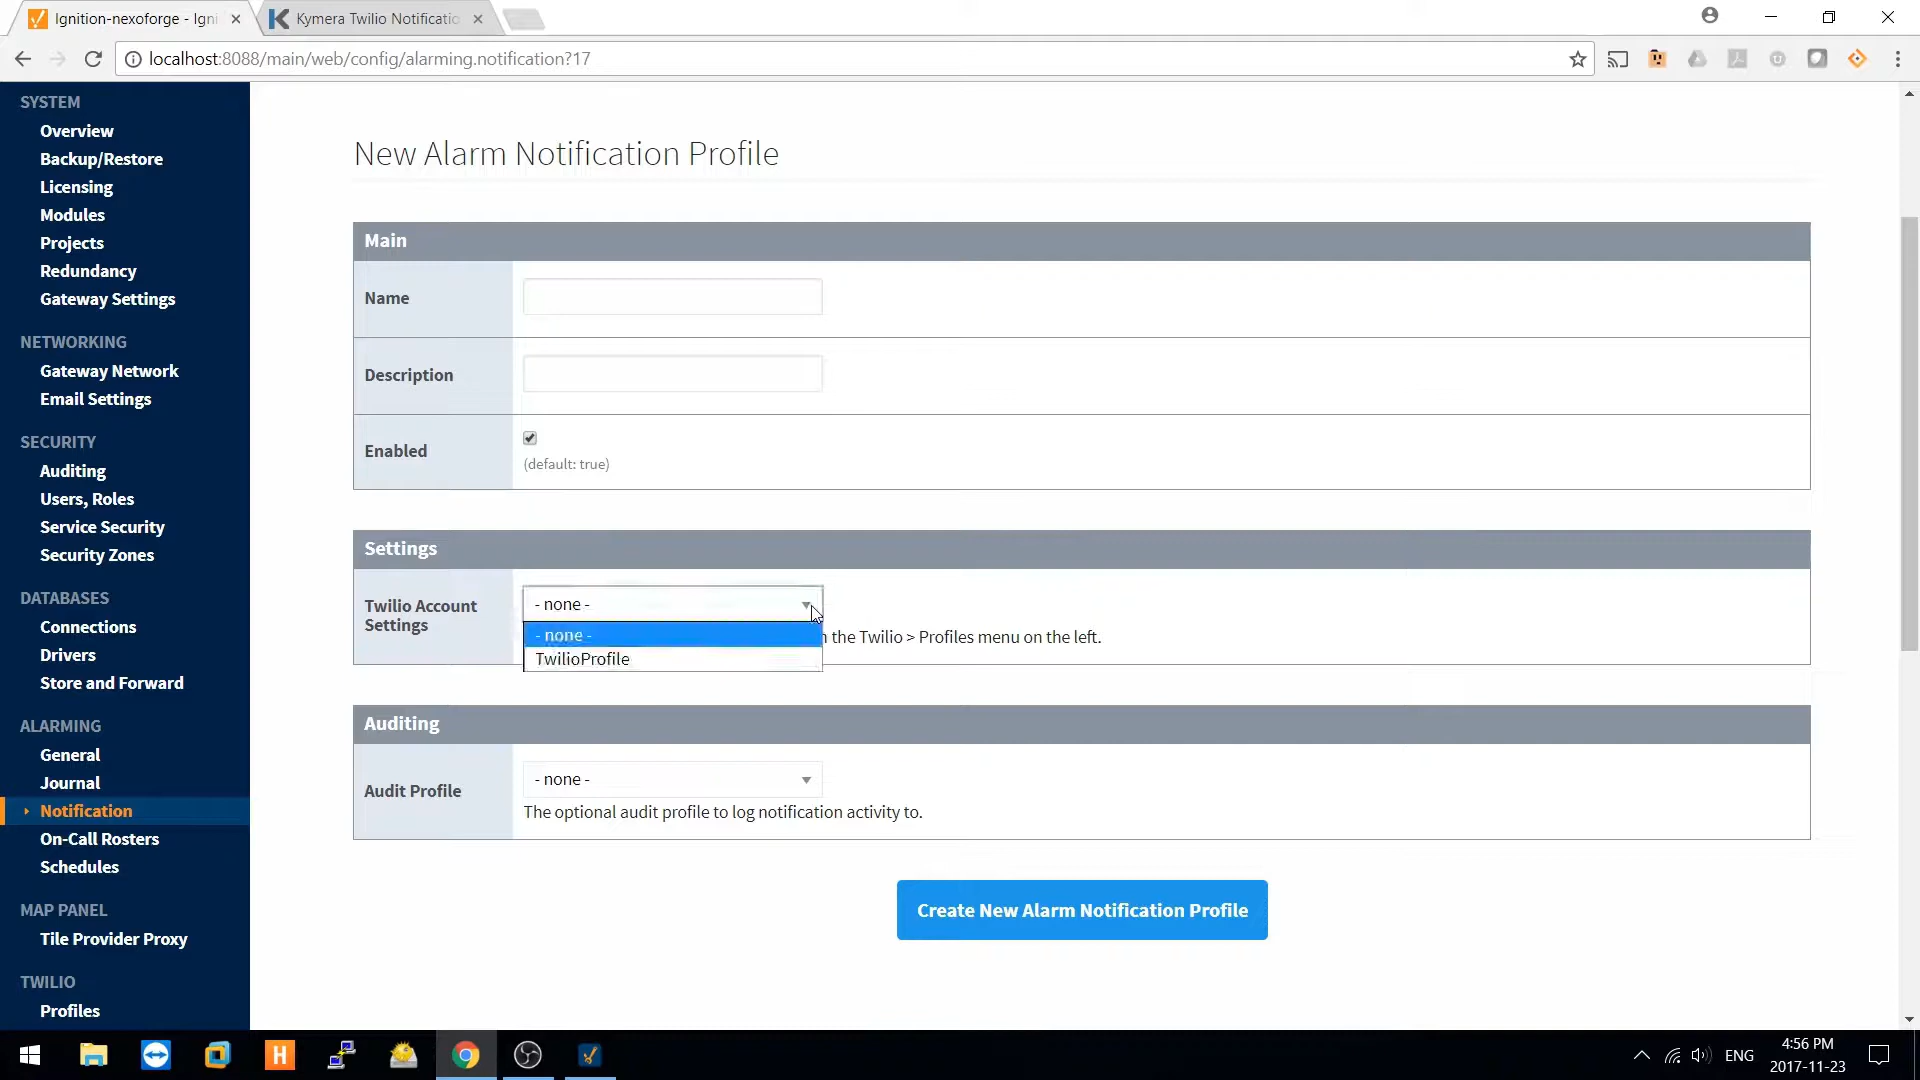 Ignition-nexoforge - Igni
Kymera Twilio Notificatio
localhost:8088/main/web/config/alarming.notification?17
SYSTEM
Overview
Backup/Restore
Licensing
Modules
Projects
Redundancy
Gateway Settings
NETWORKING
Gateway Network
Email Settings
SECURITY
Auditing
Users, Roles
Service Security
Security Zones
DATABASES
Connections
Drivers
Store and Forward
ALARMING
General
Journal
Notification
On-Call Rosters
Schedules
MAP PANEL
Tile Provider Proxy
TWILIO
Profiles
New Alarm Notification Profile
Main
Name
Description
Enabled
(default: true)
Settings
Twilio Account
Settings
- none -
- none -
TwilioProfile
n the Twilio > Profiles menu on the left.
Auditing
Audit Profile
- none -
The optional audit profile to log notification activity to.
Create New Alarm Notification Profile
H
ENG
4:56 PM
2017-11-23